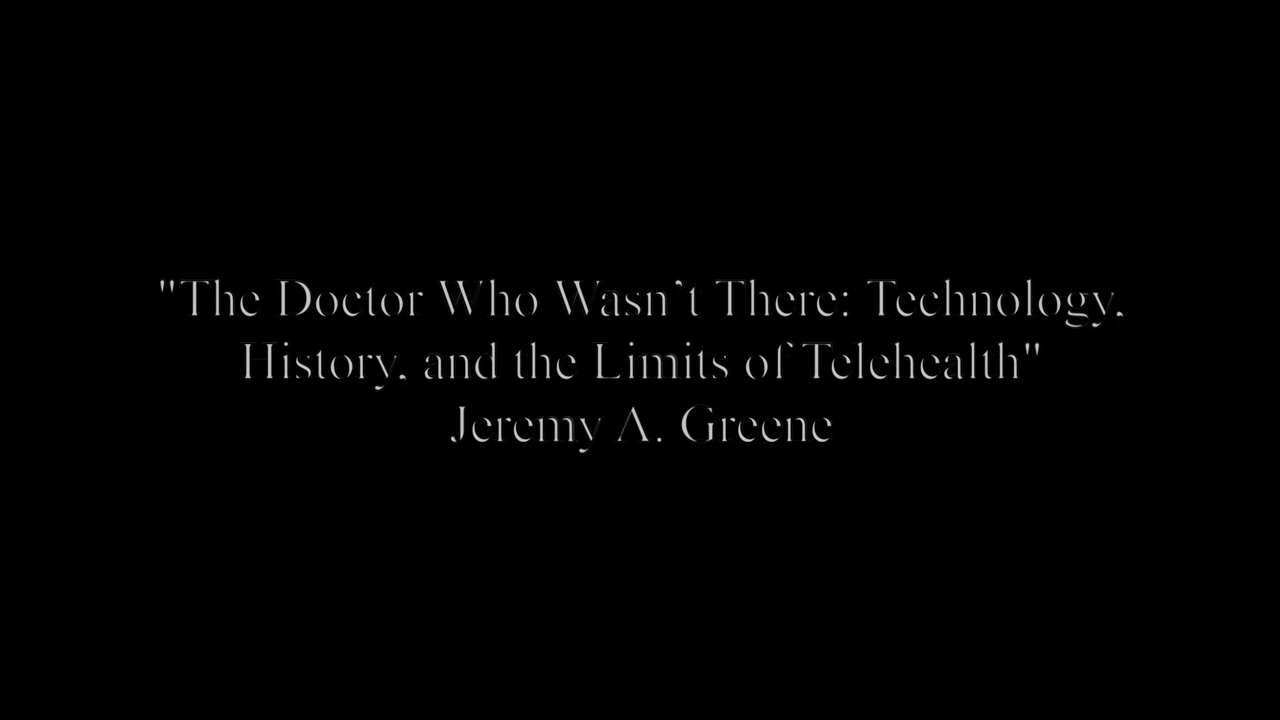 "The Doctor Who Wasn’t There: Technology,
History, and the Limits of Telehealth"
Jeremy A. Greene